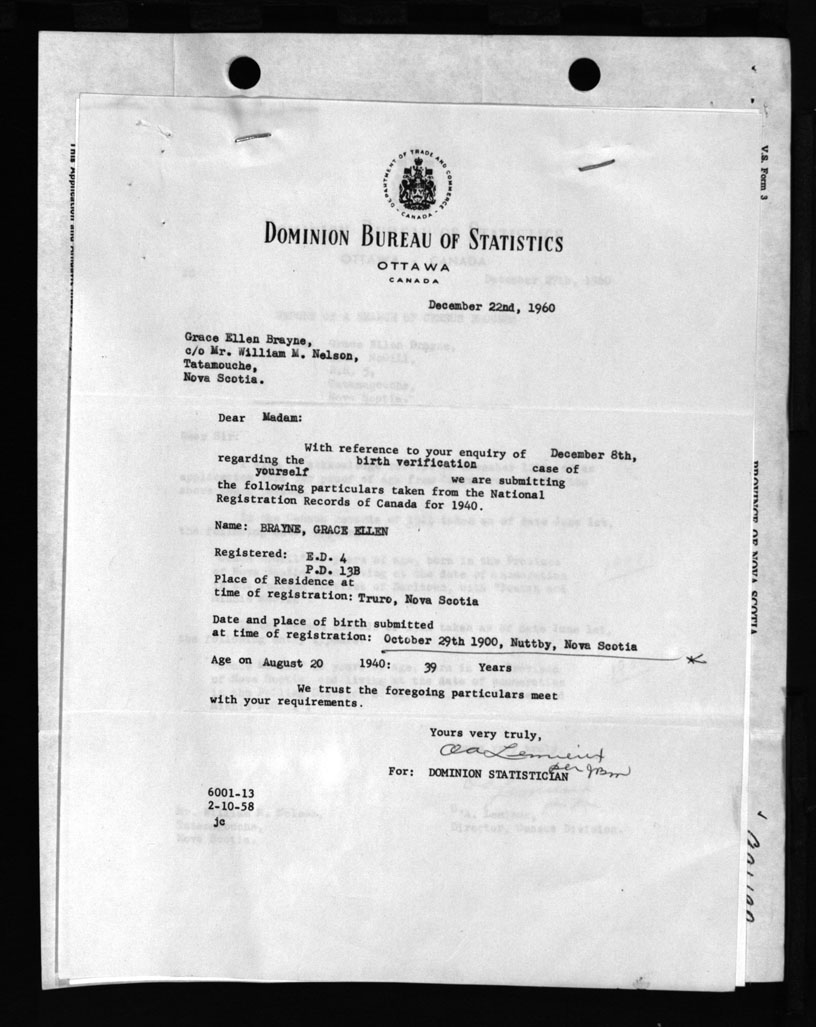 DEPARTMENT OF TRADE AND COMMERCE
CANADA
DOMINION BUREAU OF STATISTICS
OTTAWA
CANADA
December 22nd, 1960
Grace Ellen Brayne,
c/o Mr. William M. Nelson,
Tatamouche,
Nova Scotia.
Dear Madam:
With reference to your enquiry of December 8th,
regarding the birth verification case of
yourself we are submitting
the following particulars taken from the National
Registration Records of Canada for 1940.
Name: BRAYNE, GRACE ELLEN
Registered: E.D. 4
P.D. 13B
Place of Residence at
time of registration: Truro, Nova Scotia
Date and place of birth submitted
at time of registration: October 29th 1900, Nuttby, Nova Scotia
Age on August 20 1940: 39 Years
We trust the foregoing particulars meet
with your requirements.
Yours very truly,
Lemieux
per
For: DOMINION STATISTICIAN
6001-13
2-10-58
jc
V.S. Form 3
PROVINCE OF NOVA SCOTIA